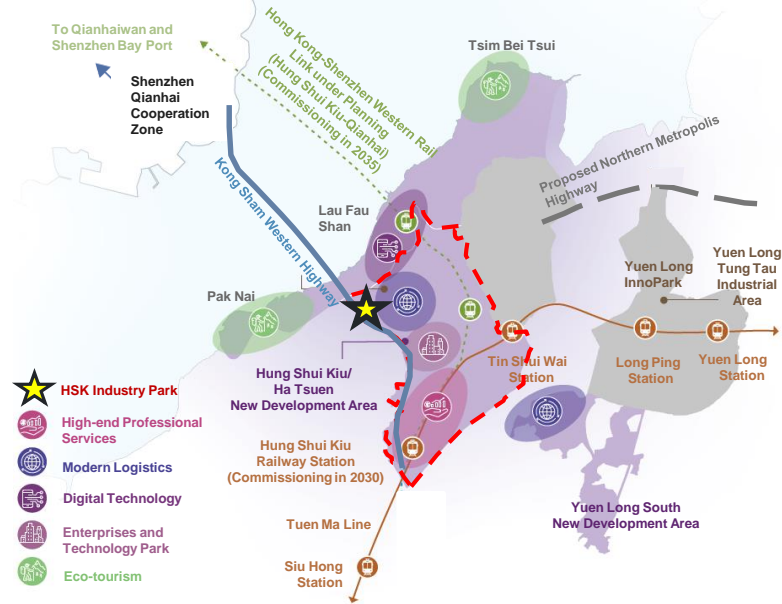 To Qianhaiwan and
Shenzhen Bay Port
Shenzhen
Qianhai
Cooperation
Zone
Hong Kong-Shenzhen Western Rail
Link under Planning
(Hung Shui Kiu-Qianhai)
(Commissioning in 2035)
Tsim Bei Tsui
Proposed Northern Metropolis
Highway
Kong Sham Western Highway
Lau Fau
Shan
Pak Nai
Yuen Long
InnoPark
Yuen Long
Tung Tau
Industrial
Area
Tin Shui Wai
Station
Long Ping
Station
Yuen Long
Station
Hung Shui Kiu/
Ha Tsuen
New Development Area
Hung Shui Kiu
Railway Station
(Commissioning in 2030)
Tuen Ma Line
Siu Hong
Station
Yuen Long South
New Development Area
HSK Industry Park
High-end Professional
Services
Modern Logistics
Digital Technology
Enterprises and
Technology Park
Eco-tourism